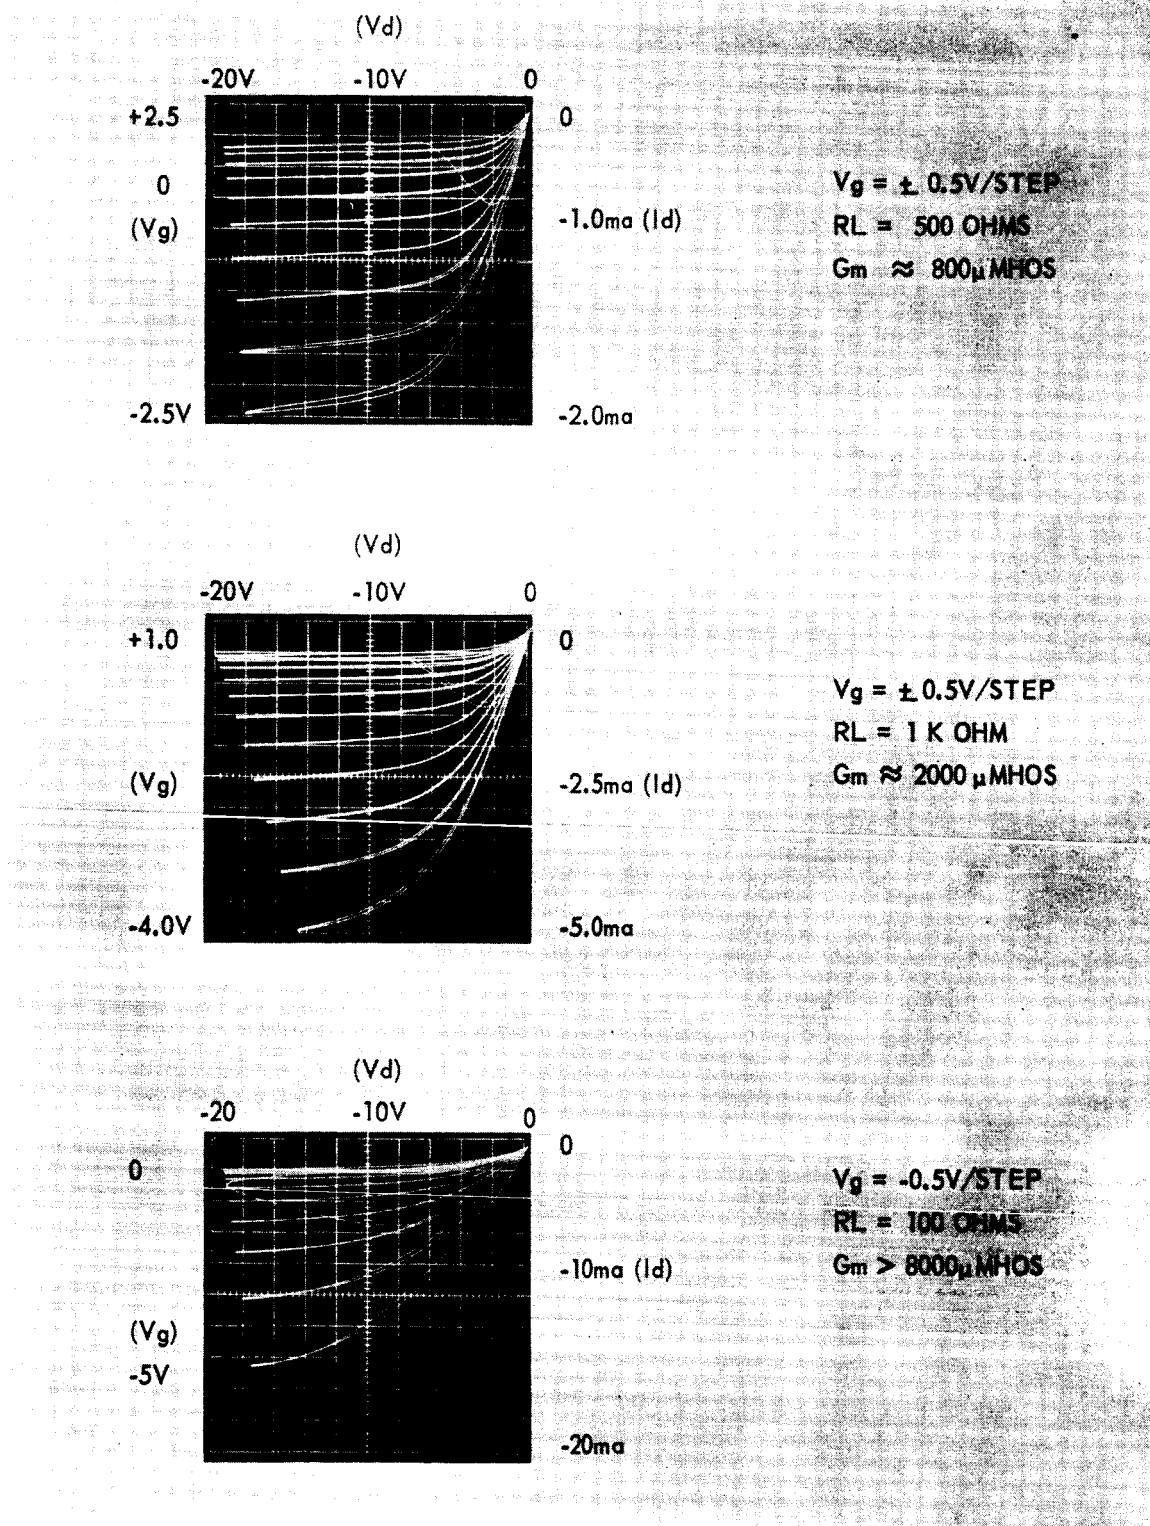 (Vd)
-20V -10V 0
+2.5 0
0
(Vg) -1.0ma (Id)
-2.5V -2.0ma
Vg = ± 0.5V/STEP
RL = 500 OHMS
Gm ≈ 800μMHOS
(Vd)
-20V -10V 0
+1.0 0
(Vg) -2.5ma (Id)
-4.0V -5.0ma
Vg = ± 0.5V/STEP
RL = 1 K OHM
Gm ≈ 2000 μMHOS
(Vd)
-20 -10V 0
0 0
-10ma (Id)
(Vg)
-5V
-20ma
Vg = -0.5V/STEP
RL = 100 OHMS
Gm > 8000μMHOS